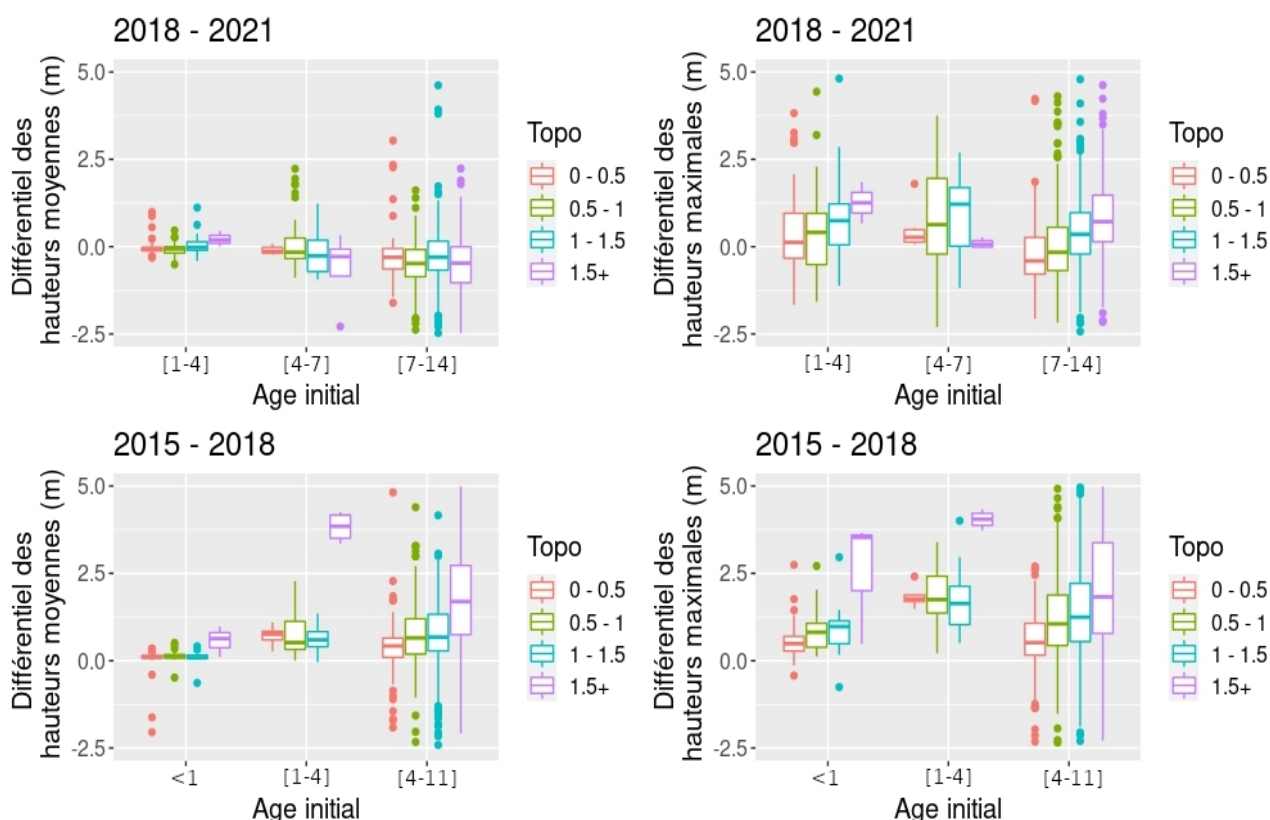 2018 - 2021
Différentiel des
hauteurs moyennes (m)
5.0
2.5
0.0
-2.5
[1-4]
[4-7]
[7-14]
Age initial
Topo
0 - 0.5
0.5 - 1
1 - 1.5
1.5+
2018 - 2021
Différentiel des
hauteurs maximales (m)
5.0
2.5
0.0
-2.5
[1-4]
[4-7]
[7-14]
Age initial
Topo
0 - 0.5
0.5 - 1
1 - 1.5
1.5+
2015 - 2018
Différentiel des
hauteurs moyennes (m)
5.0
2.5
0.0
-2.5
<1
[1-4]
[4-11]
Age initial
Topo
0 - 0.5
0.5 - 1
1 - 1.5
1.5+
2015 - 2018
Différentiel des
hauteurs maximales (m)
5.0
2.5
0.0
-2.5
<1
[1-4]
[4-11]
Age initial
Topo
0 - 0.5
0.5 - 1
1 - 1.5
1.5+